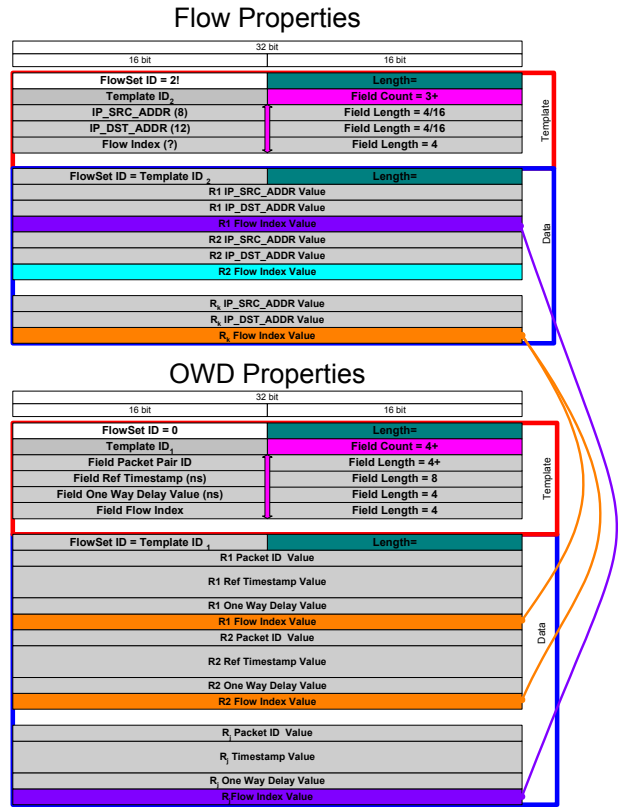 Flow Properties
32 bit
16 bit 16 bit
FlowSet ID = 2! Length=
Template ID2 Field Count = 3+
IP_SRC_ADDR (8) Field Length = 4/16
IP_DST_ADDR (12) Field Length = 4/16
Flow Index (?) Field Length = 4
Template
FlowSet ID = Template ID 2 Length=
R1 IP_SRC_ADDR Value
R1 IP_DST_ADDR Value
R1 Flow Index Value
R2 IP_SRC_ADDR Value
R2 IP_DST_ADDR Value
R2 Flow Index Value
Data
Rk IP_SRC_ADDR Value
Rk IP_DST_ADDR Value
Rk Flow Index Value
OWD Properties
32 bit
16 bit 16 bit
FlowSet ID = 0 Length=
Template ID1 Field Count = 4+
Field Packet Pair ID Field Length = 4+
Field Ref Timestamp (ns) Field Length = 8
Field One Way Delay Value (ns) Field Length = 4
Field Flow Index Field Length = 4
Template
FlowSet ID = Template ID 1 Length=
R1 Packet ID Value
R1 Ref Timestamp Value
R1 One Way Delay Value
R1 Flow Index Value
R2 Packet ID Value
R2 Ref Timestamp Value
R2 One Way Delay Value
R2 Flow Index Value
Data
Rj Packet ID Value
Rj Timestamp Value
Rj One Way Delay Value
Rj Flow Index Value